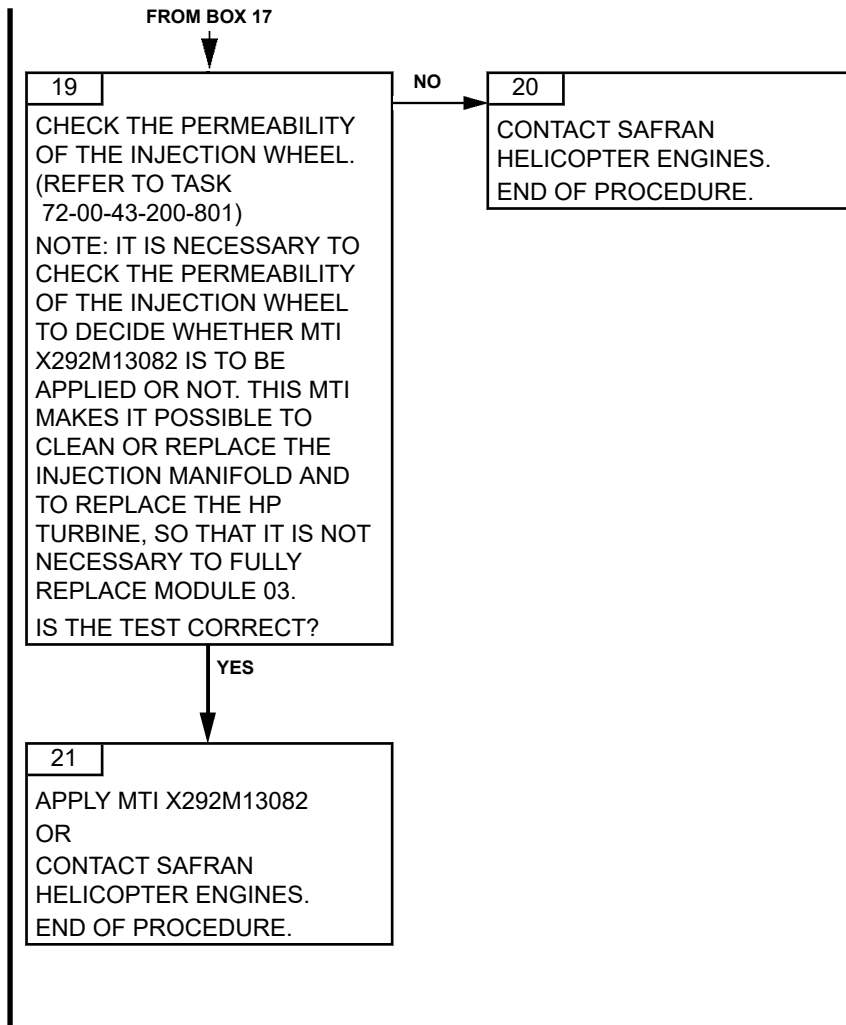 FROM BOX 17
19
CHECK THE PERMEABILITY
OF THE INJECTION WHEEL.
(REFER TO TASK
72-00-43-200-801)
NOTE: IT IS NECESSARY TO
CHECK THE PERMEABILITY
OF THE INJECTION WHEEL
TO DECIDE WHETHER MTI
X292M13082 IS TO BE
APPLIED OR NOT. THIS MTI
MAKES IT POSSIBLE TO
CLEAN OR REPLACE THE
INJECTION MANIFOLD AND
TO REPLACE THE HP
TURBINE, SO THAT IT IS NOT
NECESSARY TO FULLY
REPLACE MODULE 03.
IS THE TEST CORRECT?
NO
20
CONTACT SAFRAN
HELICOPTER ENGINES.
END OF PROCEDURE.
YES
21
APPLY MTI X292M13082
OR
CONTACT SAFRAN
HELICOPTER ENGINES.
END OF PROCEDURE.